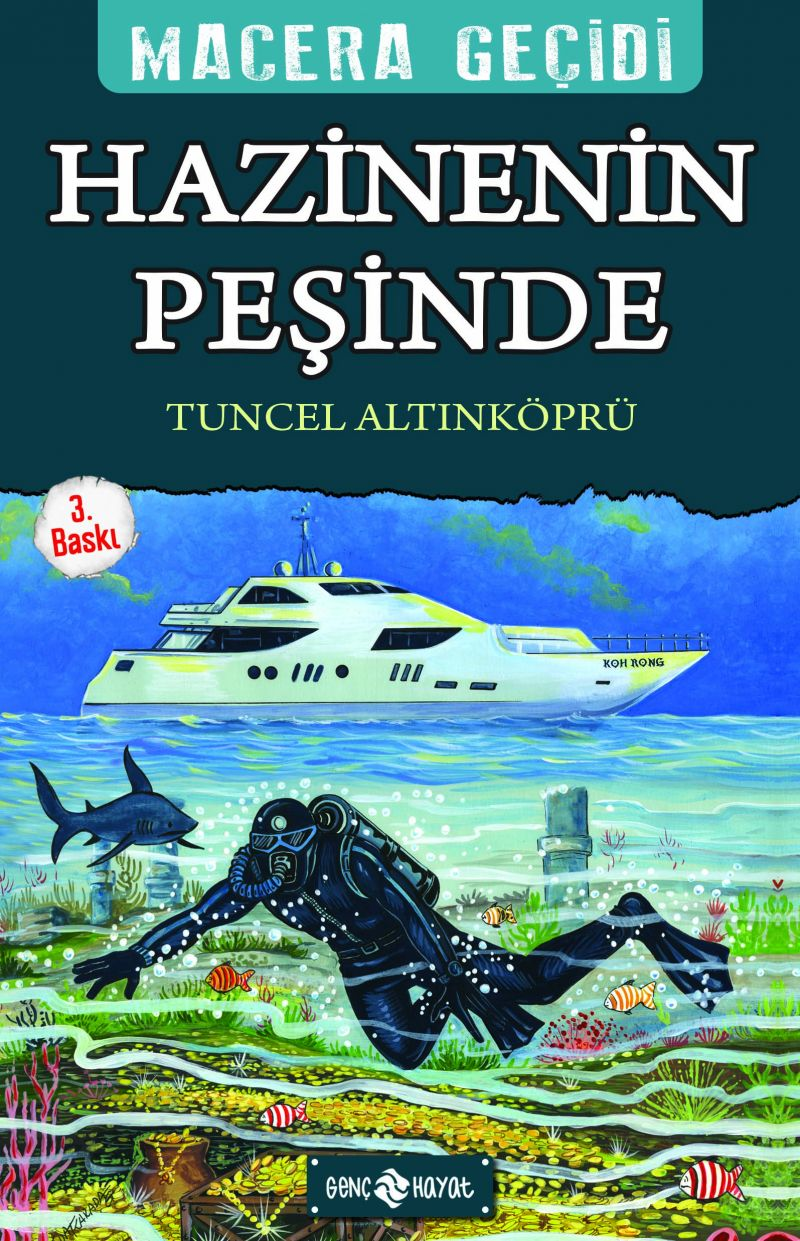 MACERA GEÇİDİ
HAZİNENİN
PEŞİNDE
TUNCEL ALTINKÖPRÜ
3.
Baskı
KOH RONG
GENÇ HAYAT